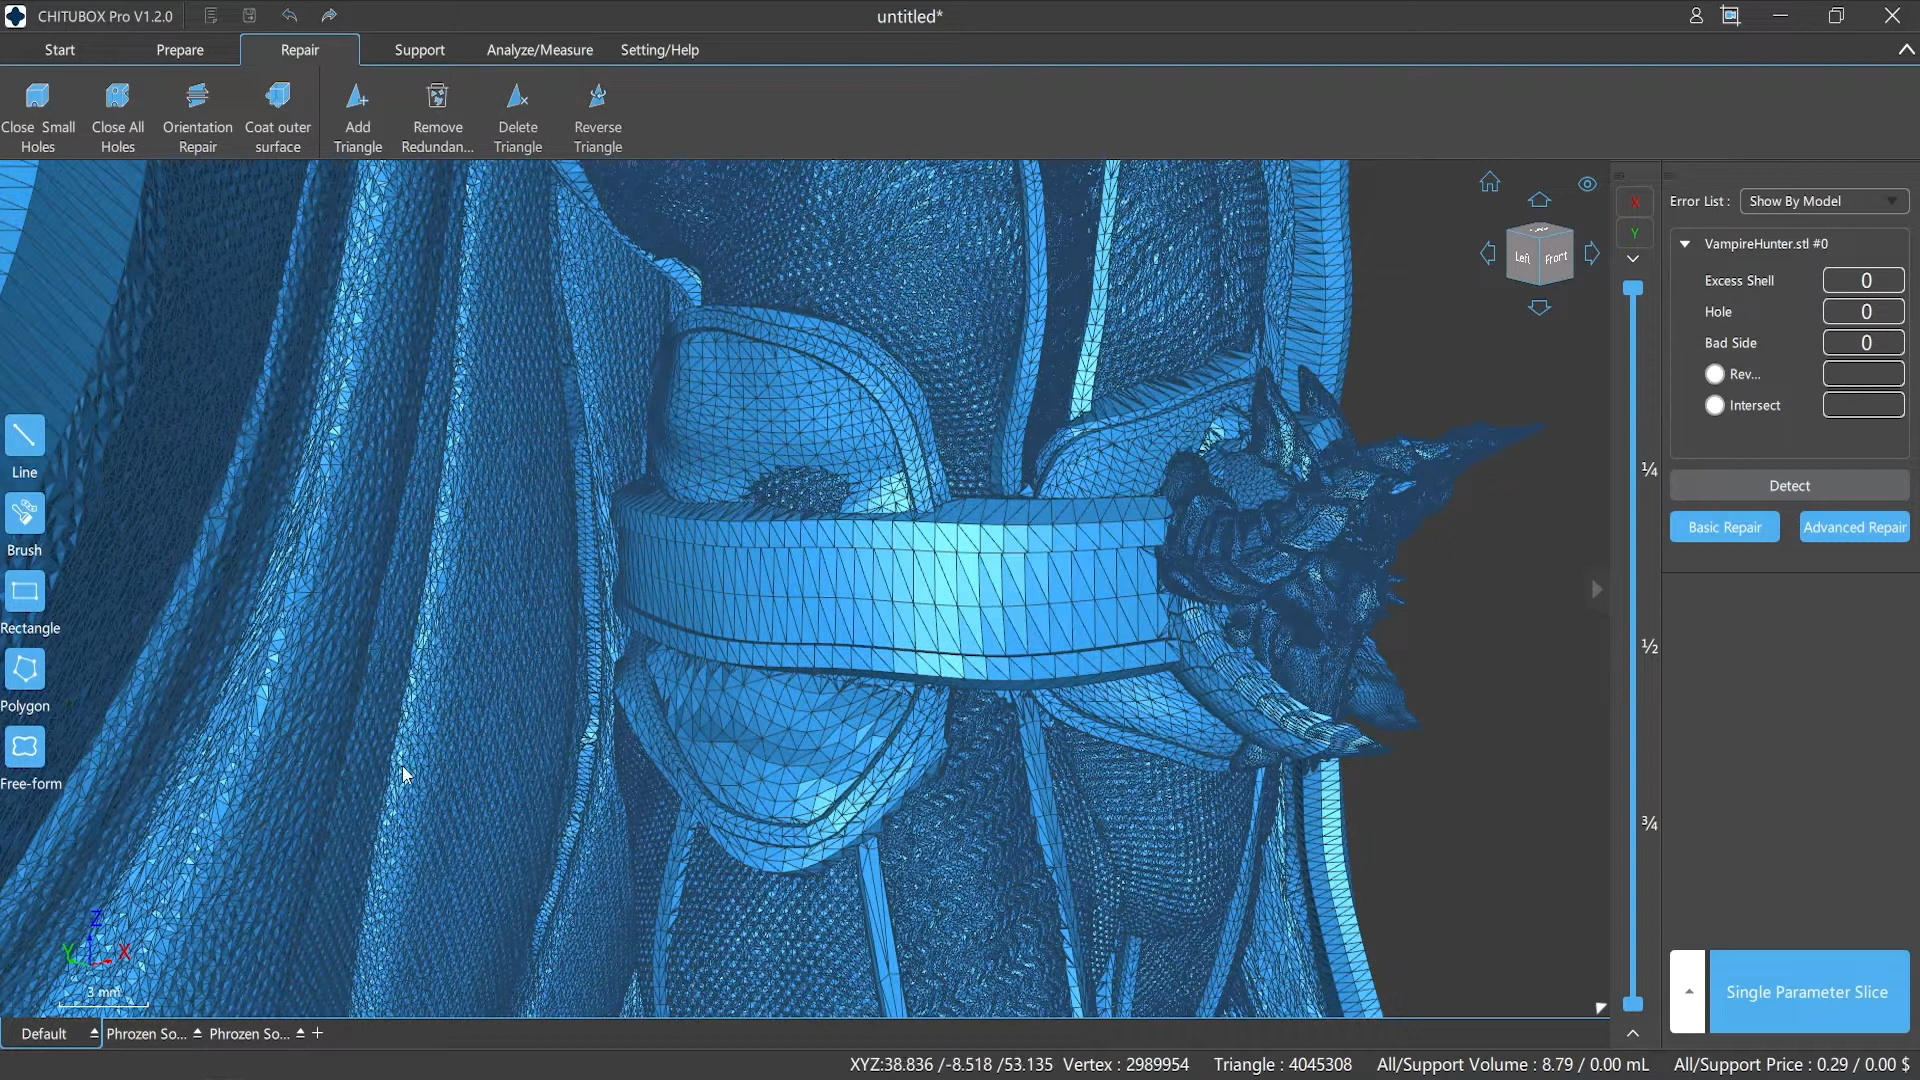 CHITUBOX Pro V1.2.0
untitled*
Start Prepare Repair Support Analyze/Measure Setting/Help
Close Small Holes
Close All Holes
Orientation Repair
Coat outer surface
Add Triangle
Remove Redundan...
Delete Triangle
Reverse Triangle
Line
Brush
Rectangle
Polygon
Free-form
Left Front
X
Y
1/4
1/2
3/4
Error List : Show By Model
VampireHunter.stl #0
Excess Shell 0
Hole 0
Bad Side 0
Rev...
Intersect
Detect
Basic Repair Advanced Repair
Single Parameter Slice
Z
Y X
3 mm
Default Phrozen So... Phrozen So... +
XYZ:38.836 /-8.518 /53.135 Vertex : 2989954 Triangle : 4045308 All/Support Volume : 8.79 / 0.00 mL All/Support Price : 0.29 / 0.00 $